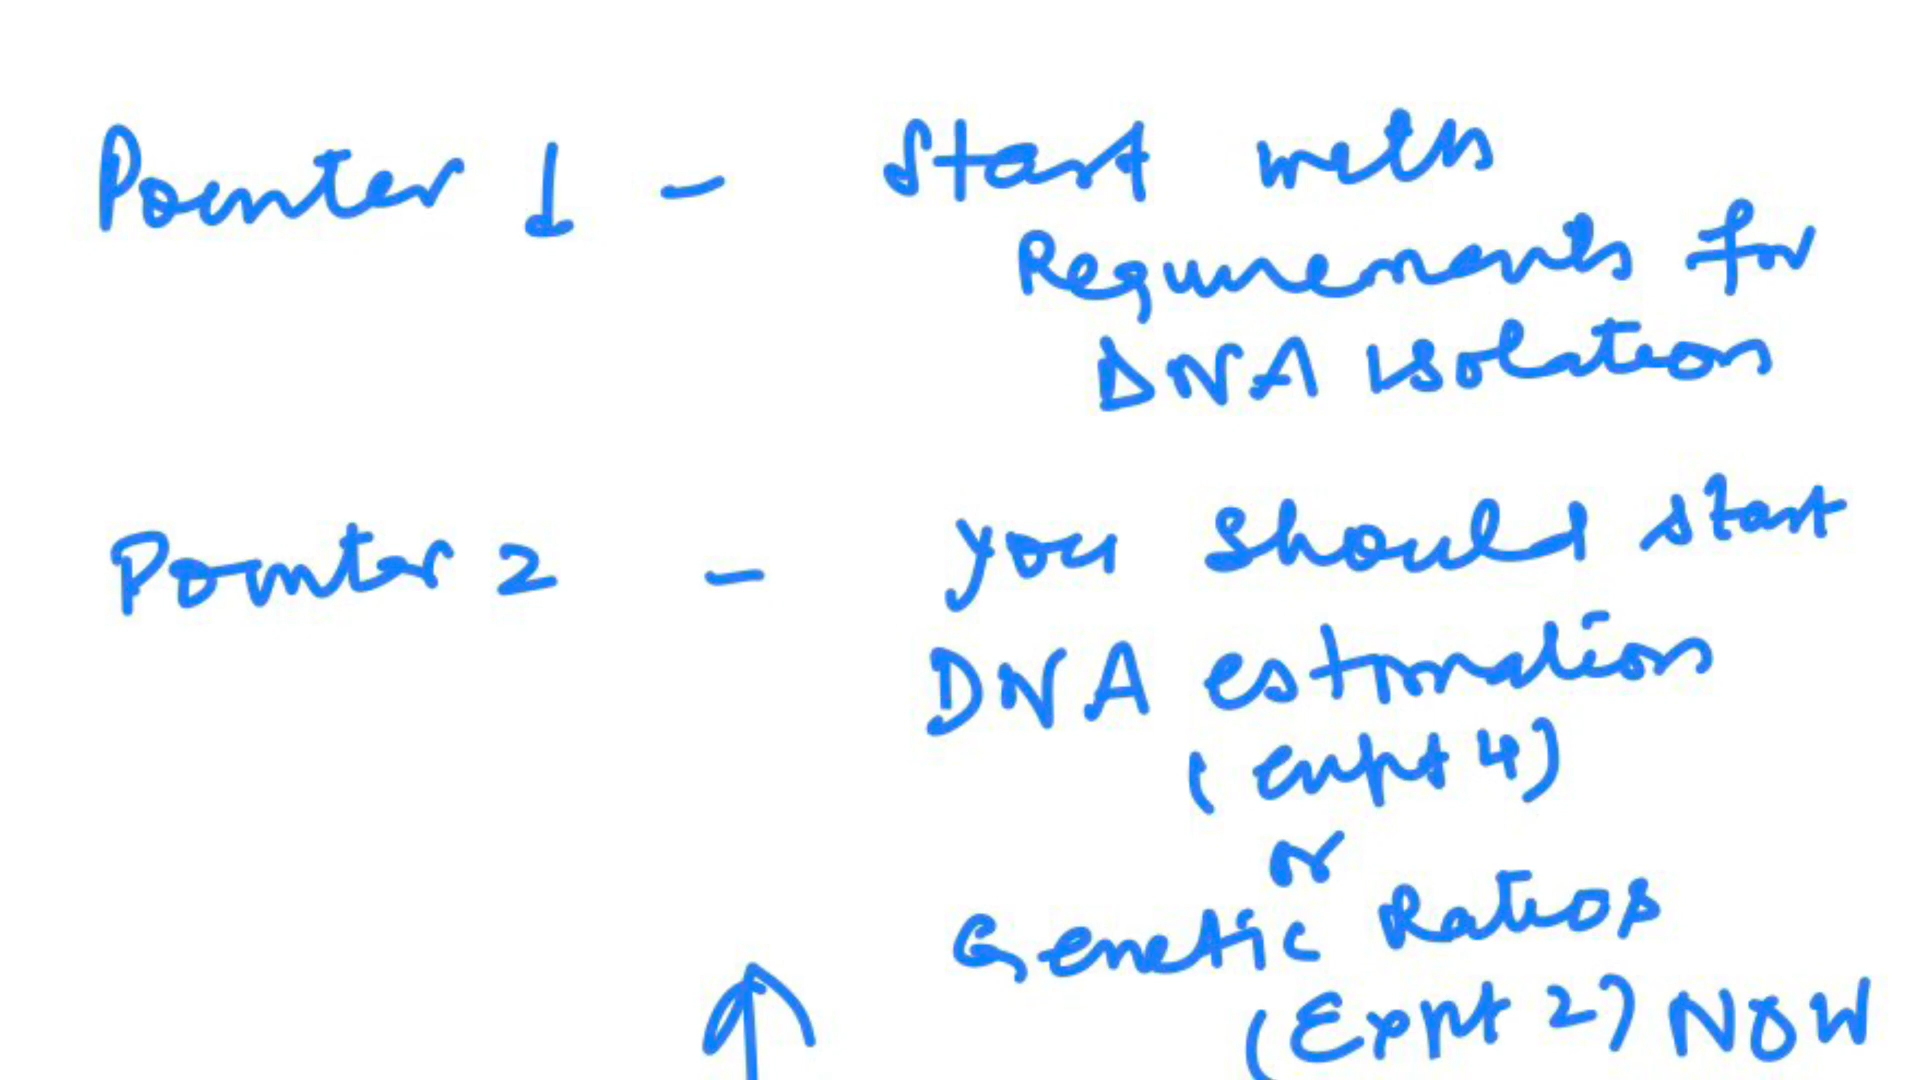 Pointer 1 - Start with
Requirements for
DNA isolation
Pointer 2 - you should start
DNA estimation
(expt 4)
or
Genetic Ratios
(Expt 2) NOW